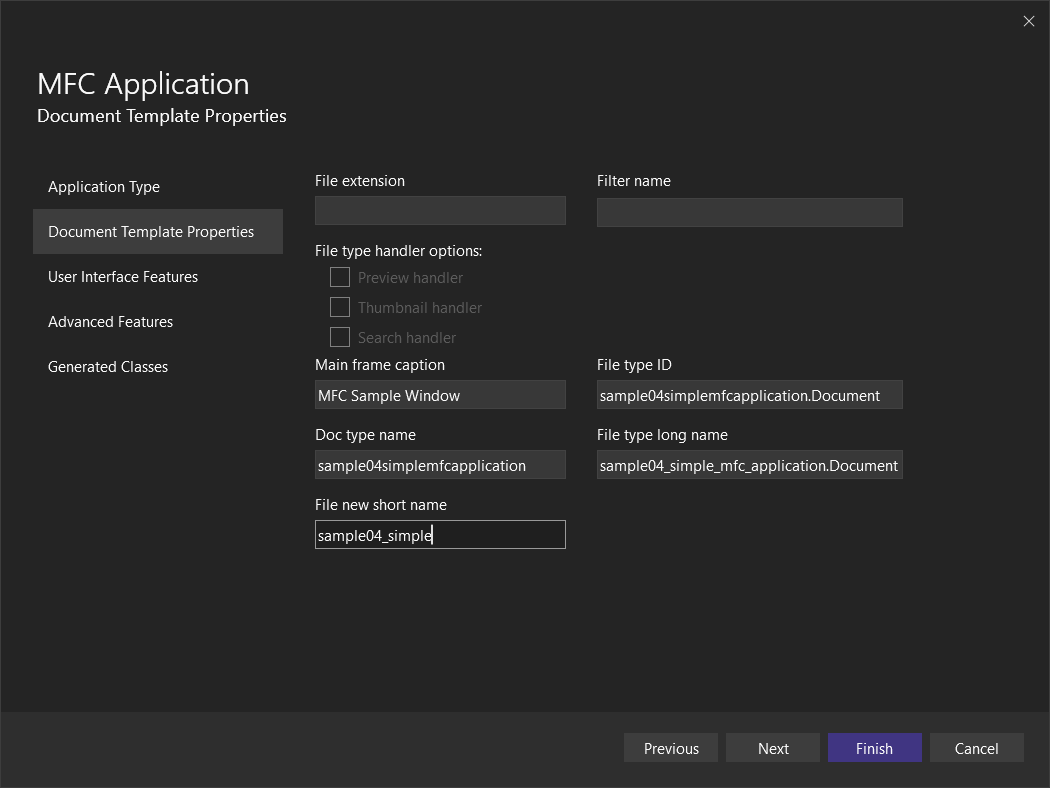 MFC Application
Document Template Properties
Application Type
Document Template Properties
User Interface Features
Advanced Features
Generated Classes
File extension
Filter name
File type handler options:
Preview handler
Thumbnail handler
Search handler
Main frame caption
File type ID
MFC Sample Window
sample04simplemfcapplication.Document
Doc type name
File type long name
sample04simplemfcapplication
sample04_simple_mfc_application.Document
File new short name
sample04_simple
Previous
Next
Finish
Cancel